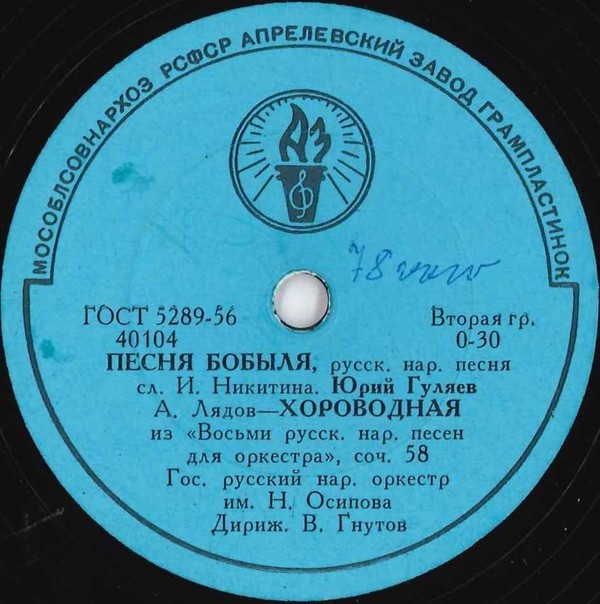 МОСОБЛСОВНАРХОЗ РСФСР АПРЕЛЕВСКИЙ ЗАВОД ГРАМПЛАСТИНОК
АЗ
78
ГОСТ 5289-56 Вторая гр.
40104 0-30
ПЕСНЯ БОБЫЛЯ, русск. нар. песня
сл. И. Никитина. Юрий Гуляев
А. Лядов—ХОРОВОДНАЯ
из «Восьми русск. нар. песен
для оркестра», соч. 58
Гос. русский нар. оркестр
им. Н. Осипова
Дириж. В. Гнутов